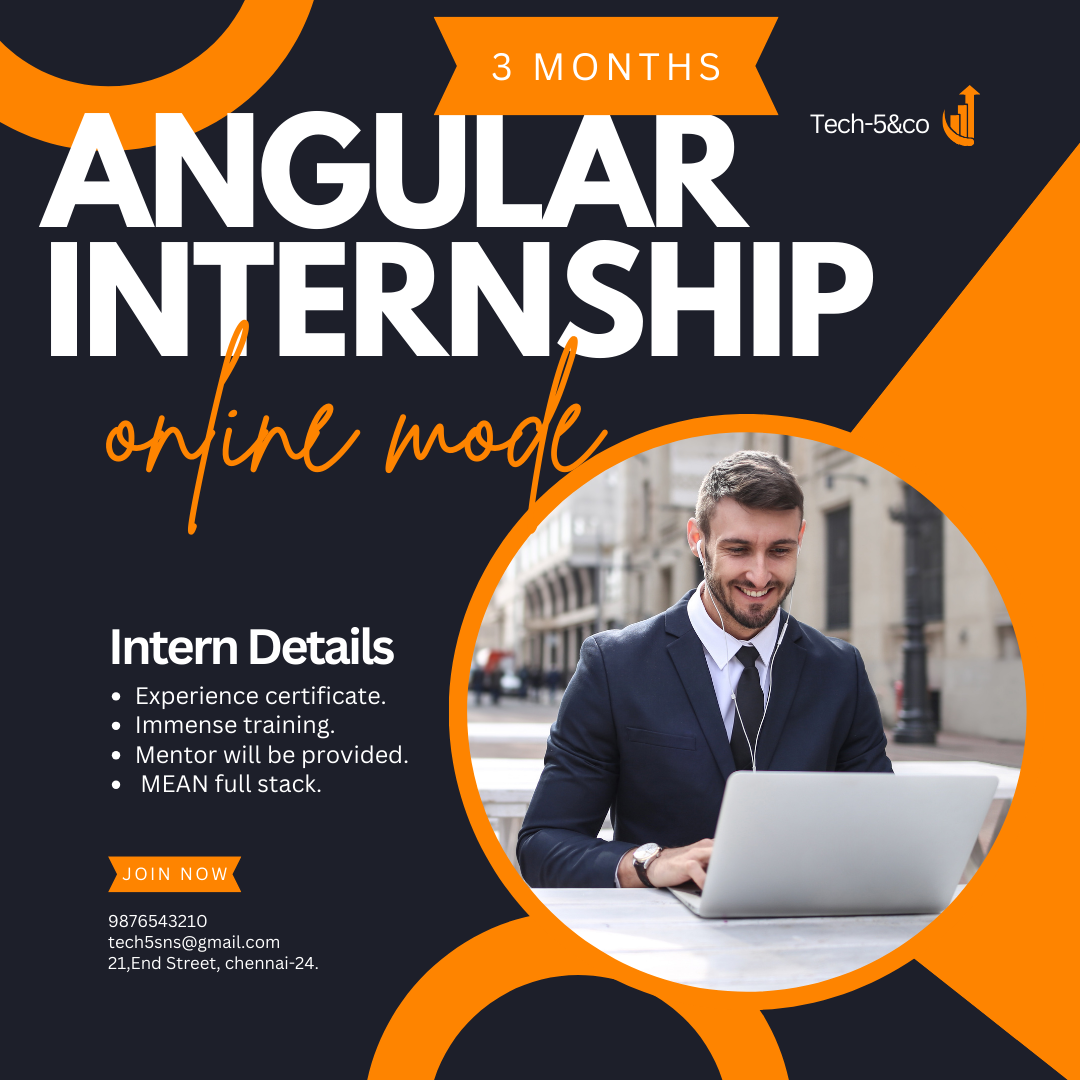 3 MONTHS
Tech-5&co
ANGULAR
INTERNSHIP
online mode
Intern Details
• Experience certificate.
• Immense training.
• Mentor will be provided.
• MEAN full stack.
JOIN NOW
9876543210
tech5sns@gmail.com
21,End Street, chennai-24.